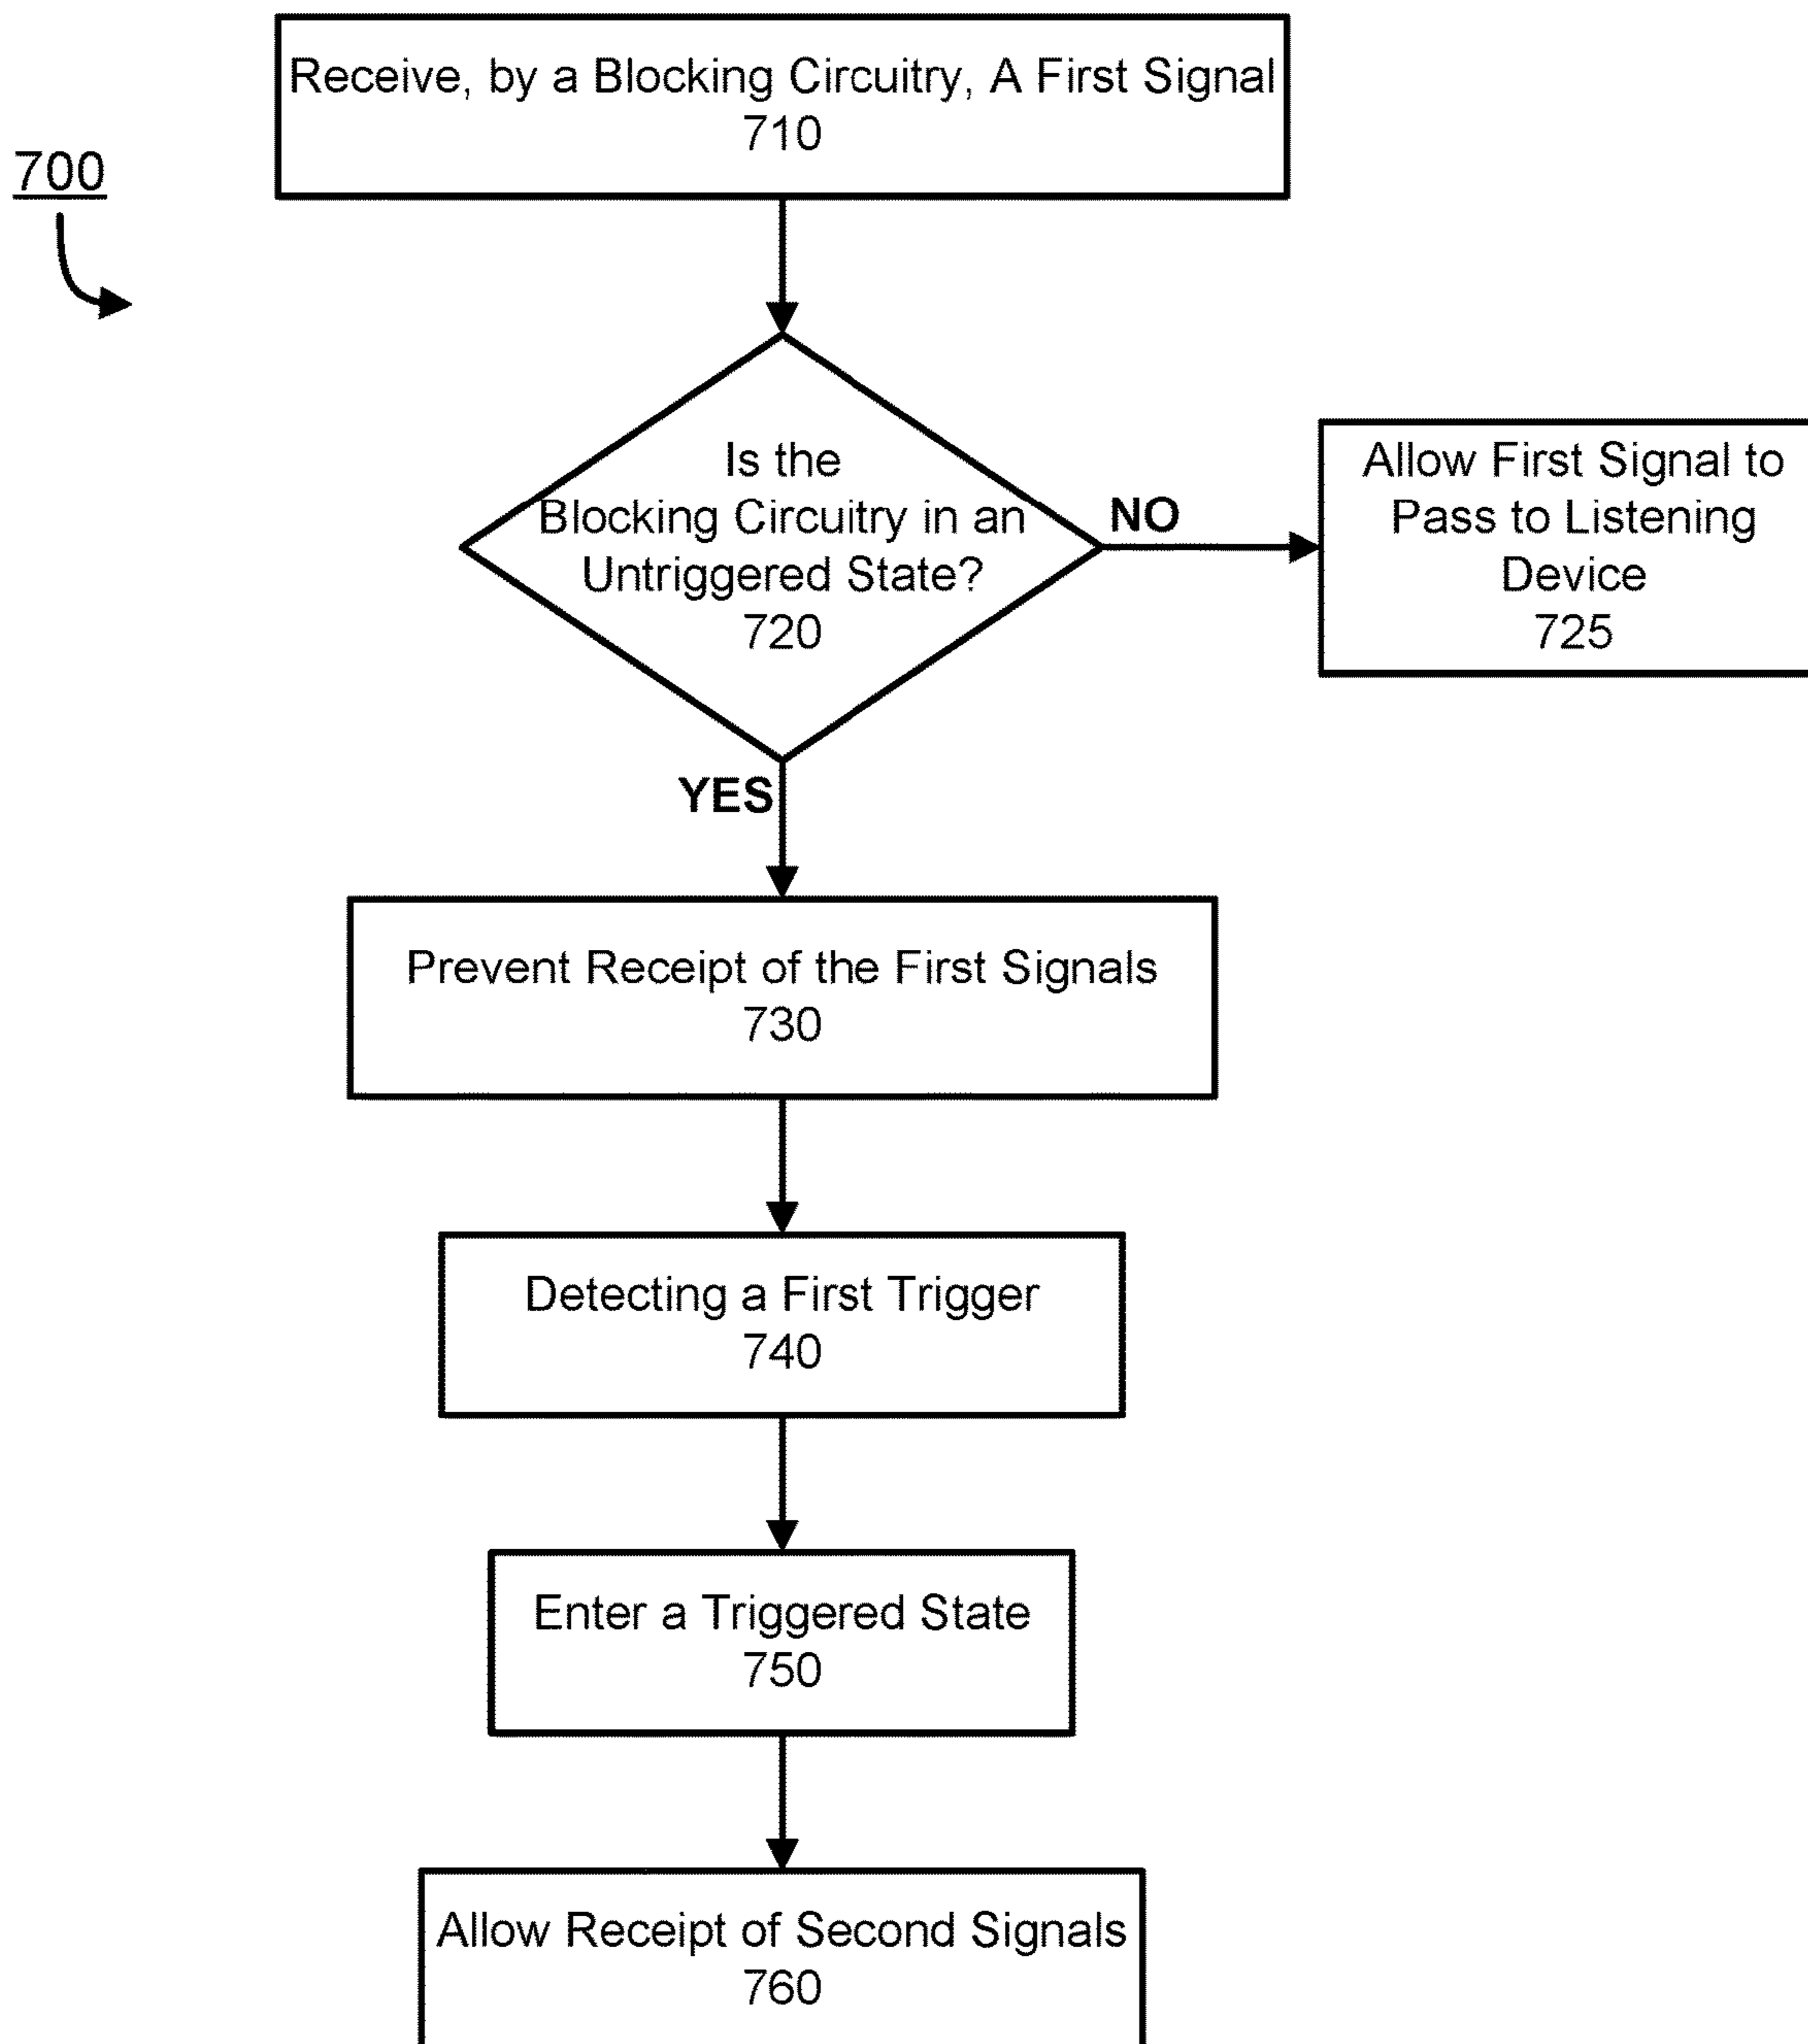 Receive, by a Blocking Circuitry, A First Signal
710
700
Is the
Blocking Circuitry in an
Untriggered State?
720
NO
Allow First Signal to
Pass to Listening
Device
725
YES
Prevent Receipt of the First Signals
730
Detecting a First Trigger
740
Enter a Triggered State
750
Allow Receipt of Second Signals
760